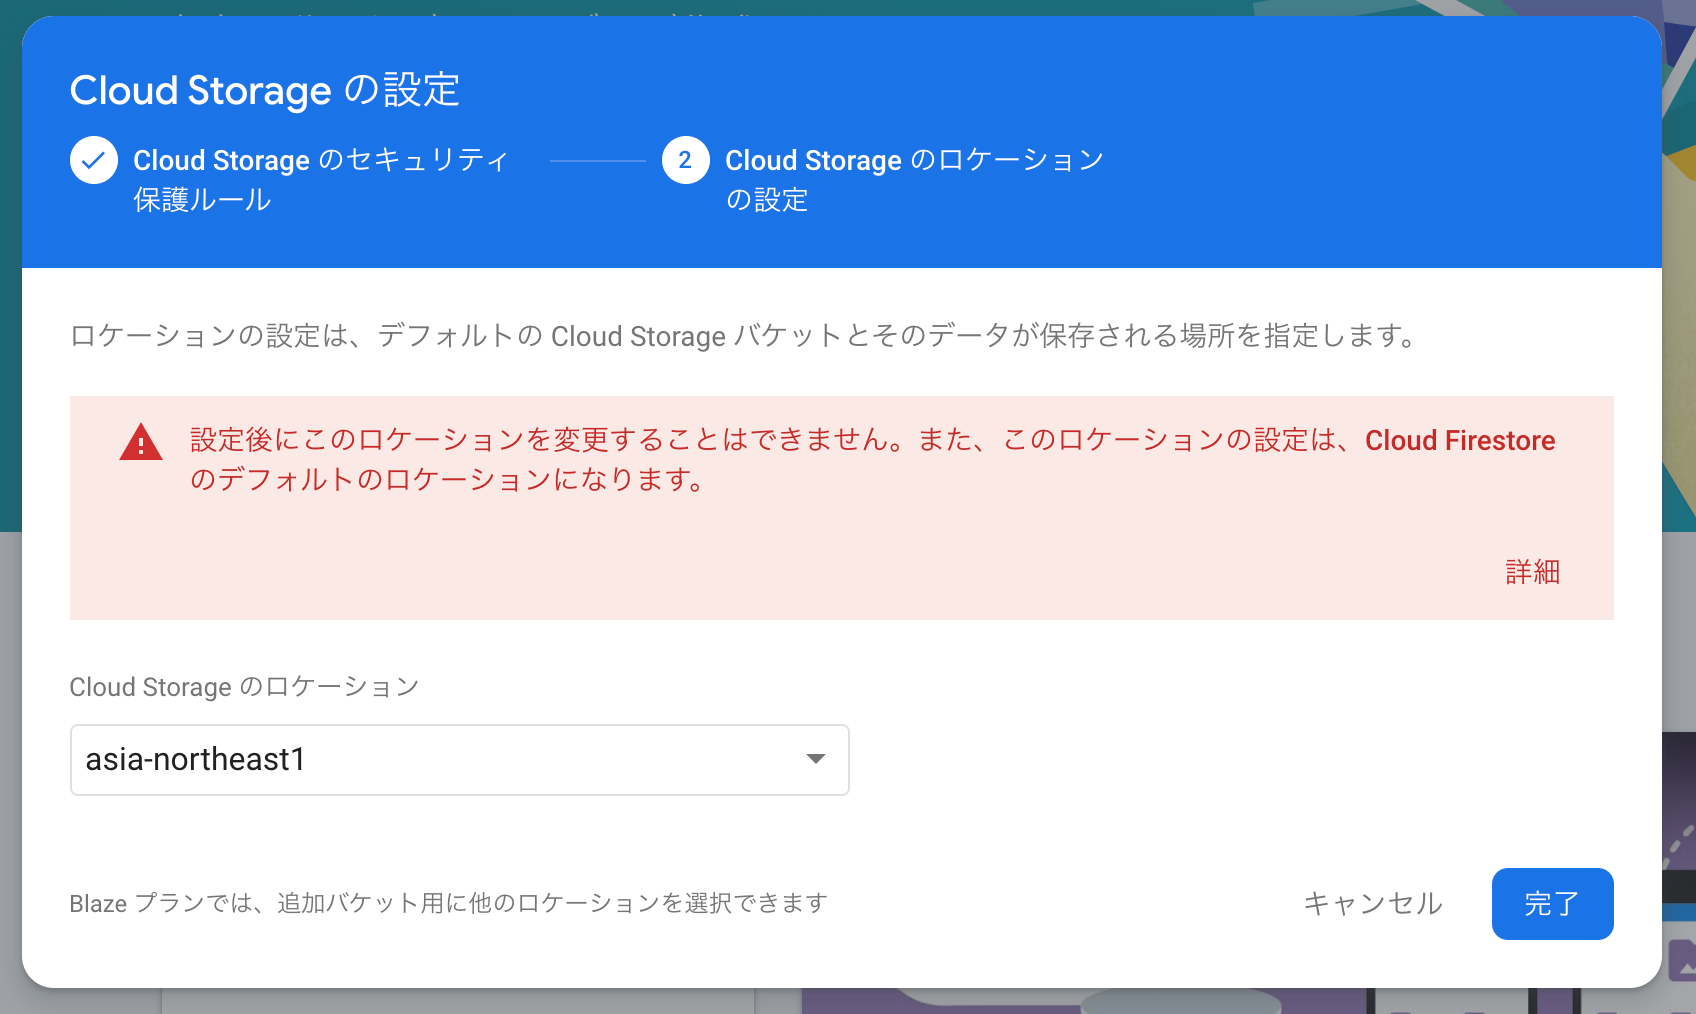 Cloud Storage の設定
Cloud Storage のセキュリティ
保護ルール
2
Cloud Storage のロケーション
の設定
ロケーションの設定は、デフォルトの Cloud Storage バケットとそのデータが保存される場所を指定します。
設定後にこのロケーションを変更することはできません。また、このロケーションの設定は、Cloud Firestore
のデフォルトのロケーションになります。
詳細
Cloud Storage のロケーション
asia-northeast1
Blaze プランでは、追加バケット用に他のロケーションを選択できます
キャンセル
完了